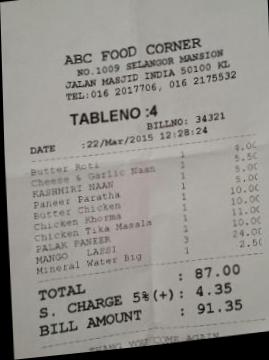 ABC FOOD CORNER
NO.1009 SELANGOR MANSION
JALAN MASJID INDIA 50100 KL
TEL:016 2017706, 016 2175532
TABLENO :4
BILLNO: 34321
DATE :22/Mar/2015 12:28:24
Butter Roti 1 4.00
Cheese & Garlic Naan 1 5.50
KASHMIRI NAAN 1 5.00
Paneer Paratha 1 5.00
Butter Chicken 1 10.00
Chicken Khorma 1 10.00
Chicken Tika Masala 1 11.00
PALAK PANEER 1 10.00
MANGO LASSI 3 24.00
Mineral Water Big 1 2.50
TOTAL : 87.00
S. CHARGE 5%(+): 4.35
BILL AMOUNT : 91.35
THANK YOU COME AGAIN